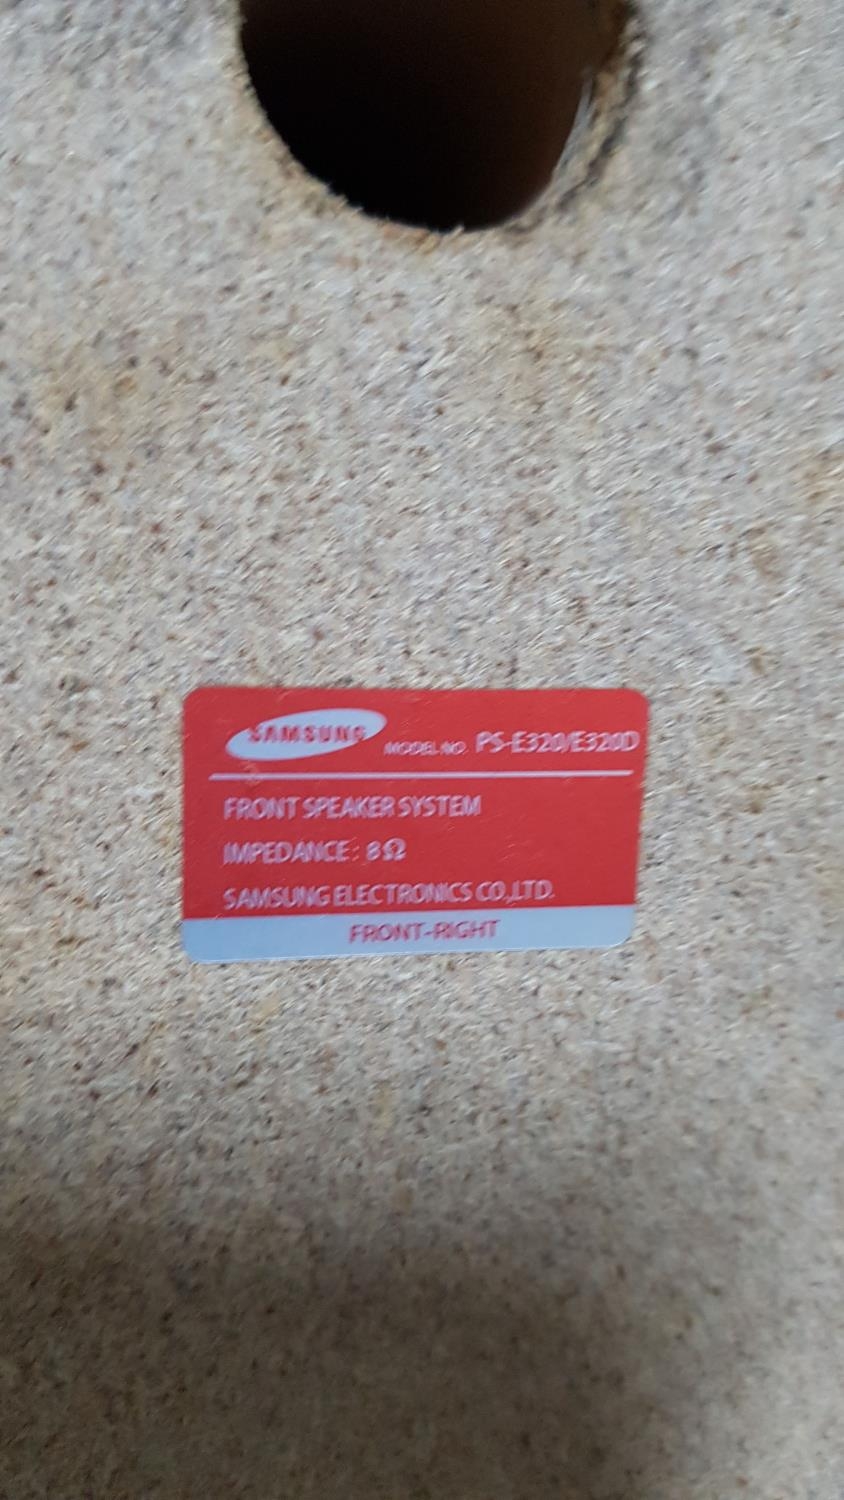 SAMSUNG MODEL NO. PS-E320/E320D
FRONT SPEAKER SYSTEM
IMPEDANCE : 8Ω
SAMSUNG ELECTRONICS CO.,LTD.
FRONT-RIGHT